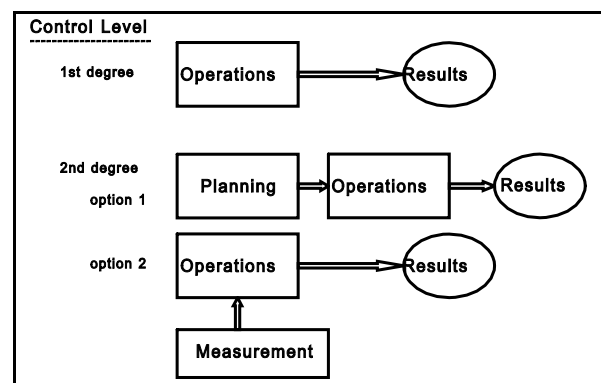 Control Level
1st degree
Operations
Results
2nd degree
option 1
Planning
Operations
Results
option 2
Operations
Results
Measurement